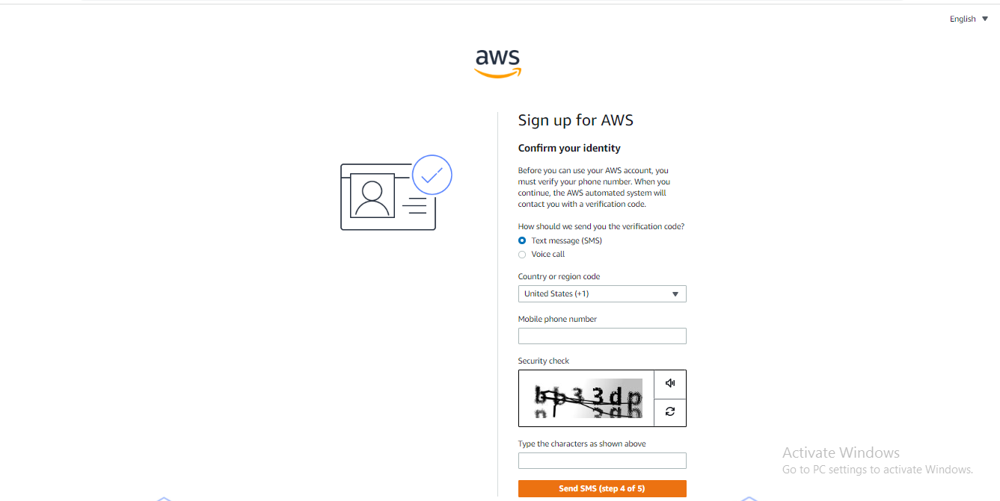 English
aws
Sign up for AWS
Confirm your identity
Before you can use your AWS account, you
must verify your phone number. When you
continue, the AWS automated system will
contact you with a verification code.
How should we send you the verification code?
Text message (SMS)
Voice call
Country or region code
United States (+1)
Mobile phone number
Security check
Type the characters as shown above
Send SMS (step 4 of 5)
Activate Windows
Go to PC settings to activate Windows.